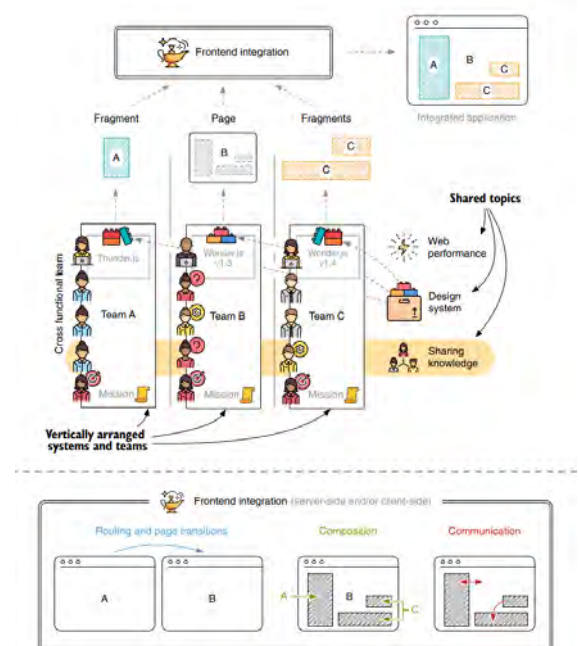 Frontend integration
A
B
C
C
Integrated application
Fragment
Page
Fragments
A
B
C
C
Shared topics
Web
performance
Thunder.js
Wonder.js
v1.3
Wonder.js
v1.4
Design
system
Cross functional team
Team A
Team B
Team C
Sharing
knowledge
Mission
Mission
Mission
Vertically arranged
systems and teams
Frontend integration (server-side and/or client-side)
Routing and page transitions
Composition
Communication
A
B
A
B
C